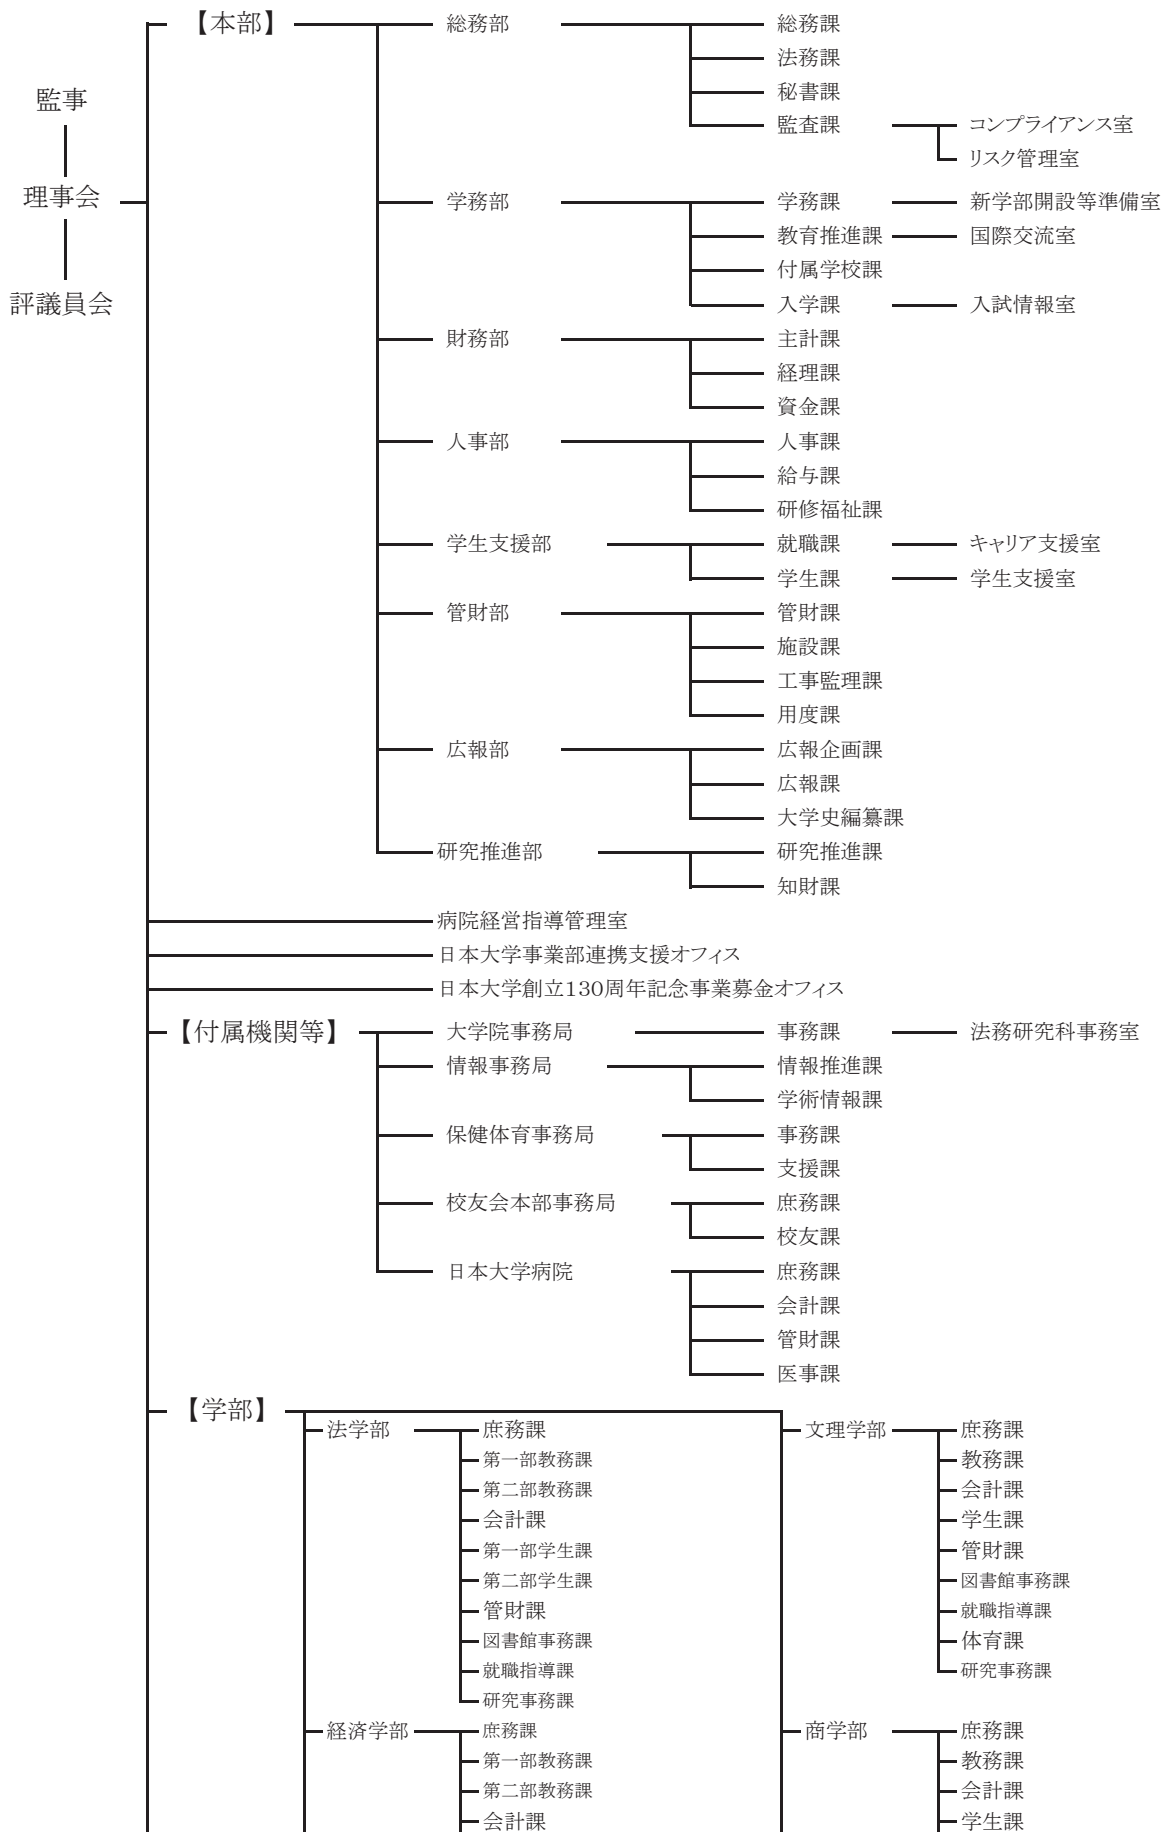 【本部】 総務部 総務課
法務課
監事 秘書課
監査課 コンプライアンス室
リスク管理室
理事会 学務部 学務課 新学部開設等準備室
教育推進課 国際交流室
付属学校課
評議員会 入学課 入試情報室
財務部 主計課
経理課
資金課
人事部 人事課
給与課
研修福祉課
学生支援部 就職課 キャリア支援室
学生課 学生支援室
管財部 管財課
施設課
工事監理課
用度課
広報部 広報企画課
広報課
大学史編纂課
研究推進部 研究推進課
知財課
病院経営指導管理室
日本大学事業部連携支援オフィス
日本大学創立130周年記念事業募金オフィス
【付属機関等】 大学院事務局 事務課 法務研究科事務室
情報事務局 情報推進課
学術情報課
保健体育事務局 事務課
支援課
校友会本部事務局 庶務課
校友課
日本大学病院 庶務課
会計課
管財課
医事課
【学部】
法学部 庶務課 文理学部 庶務課
第一部教務課 教務課
第二部教務課 会計課
会計課 学生課
第一部学生課 管財課
第二部学生課 図書館事務課
管財課 就職指導課
図書館事務課 体育課
就職指導課 研究事務課
研究事務課
経済学部 庶務課 商学部 庶務課
第一部教務課 教務課
第二部教務課 会計課
会計課 学生課